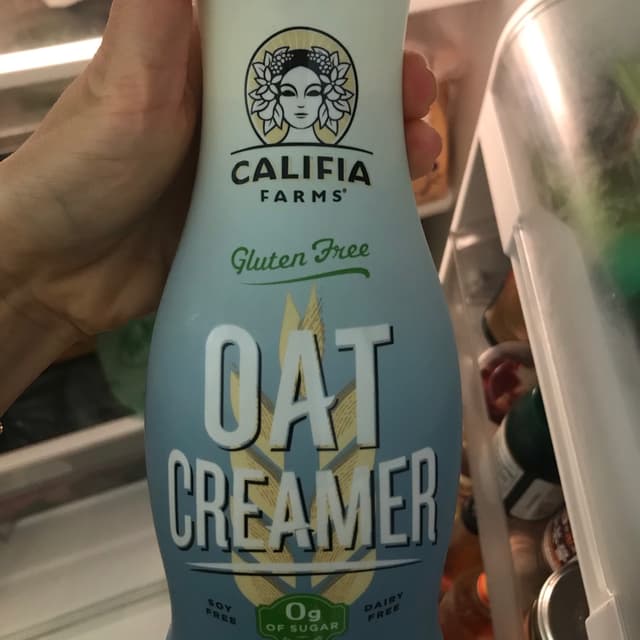 CALIFIA
FARMS®
Gluten Free
OAT
CREAMER
SOY
FREE
0g
OF SUGAR
DAIRY
FREE